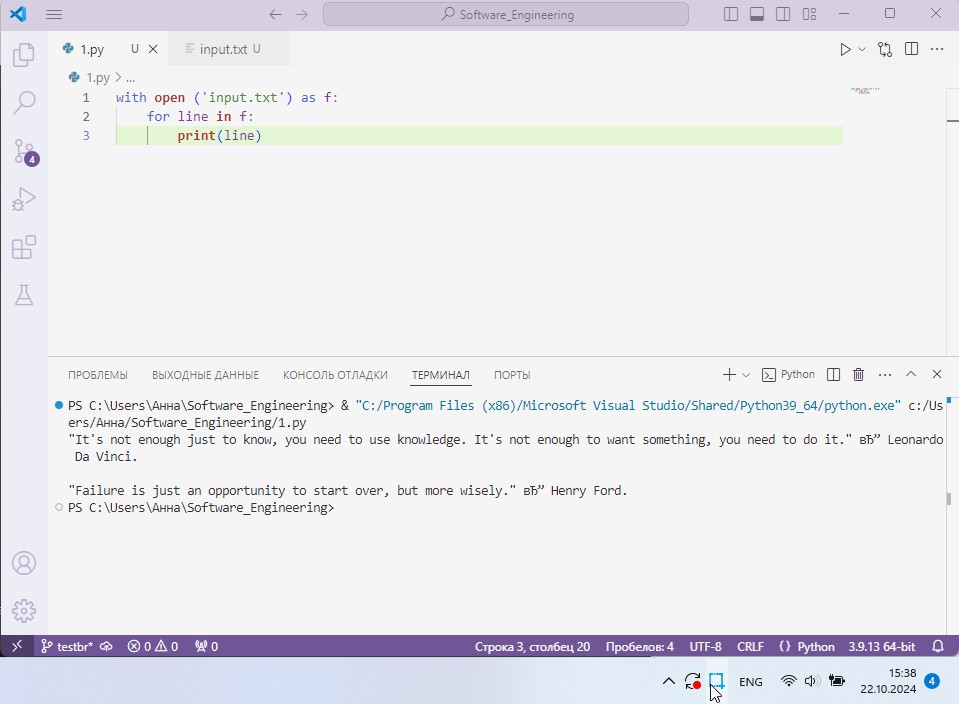 Software_Engineering
1.py U
input.txt U
1.py > ...
1 with open ('input.txt') as f:
2 for line in f:
3 print(line)
4
ПРОБЛЕМЫ ВЫХОДНЫЕ ДАННЫЕ КОНСОЛЬ ОТЛАДКИ ТЕРМИНАЛ ПОРТЫ
Python
PS C:\Users\Анна\Software_Engineering> & "C:/Program Files (x86)/Microsoft Visual Studio/Shared/Python39_64/python.exe" c:/Us
ers/Анна/Software_Engineering/1.py
"It's not enough just to know, you need to use knowledge. It's not enough to want something, you need to do it." вЂ” Leonardo
Da Vinci.
"Failure is just an opportunity to start over, but more wisely." вЂ” Henry Ford.
PS C:\Users\Анна\Software_Engineering>
testbr* 0 0 0 Строка 3, столбец 20 Пробелов: 4 UTF-8 CRLF {} Python 3.9.13 64-bit
ENG 15:38
22.10.2024 4